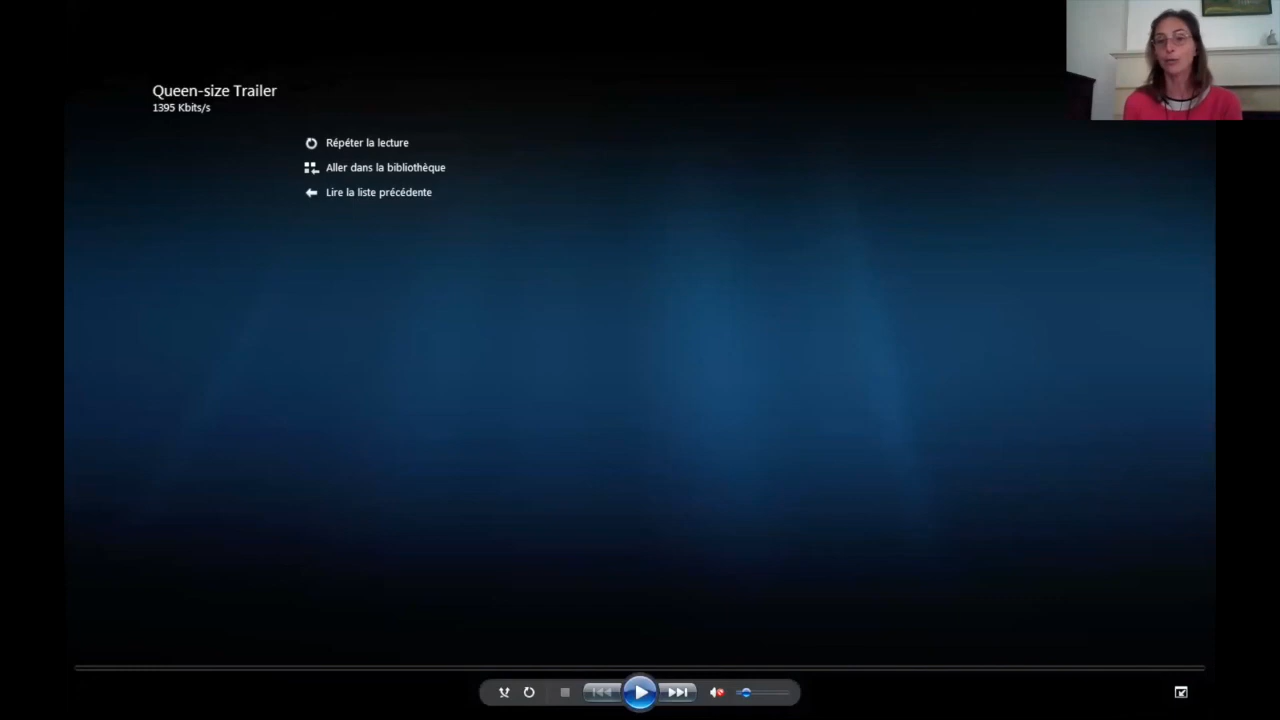 Queen-size Trailer
1395 Kbits/s
Répéter la lecture
Aller dans la bibliothèque
Lire la liste précédente